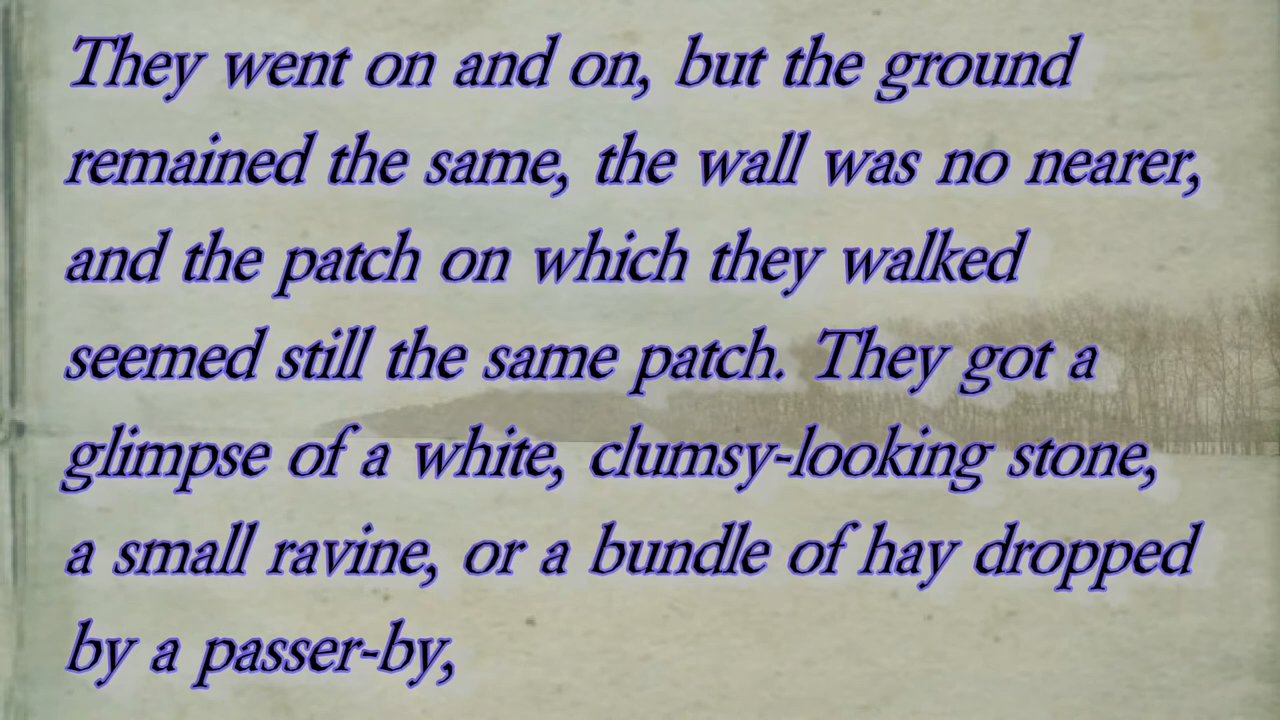 They went on and on, but the ground
remained the same, the wall was no nearer,
and the patch on which they walked
seemed still the same patch. They got a
glimpse of a white, clumsy-looking stone,
a small ravine, or a bundle of hay dropped
by a passer-by,